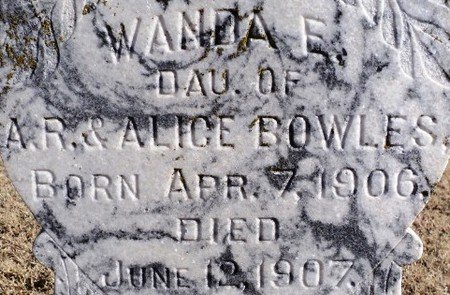 WANDA E.
DAU. OF
A.R. & ALICE BOWLES.
BORN APR. 7, 1906.
DIED
JUNE 12, 1907.